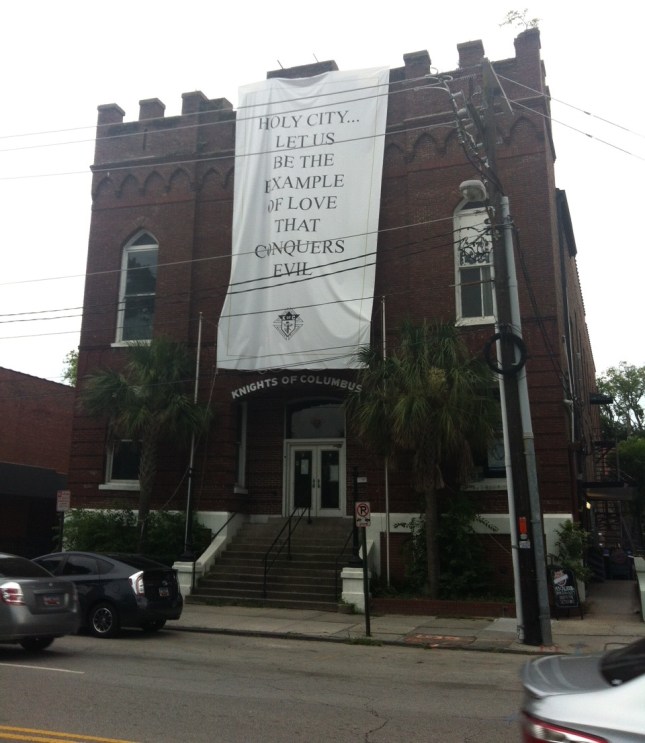 HOLY CITY...
LET US
BE THE
EXAMPLE
OF LOVE
THAT
CONQUERS
EVIL
KNIGHTS OF COLUMBUS